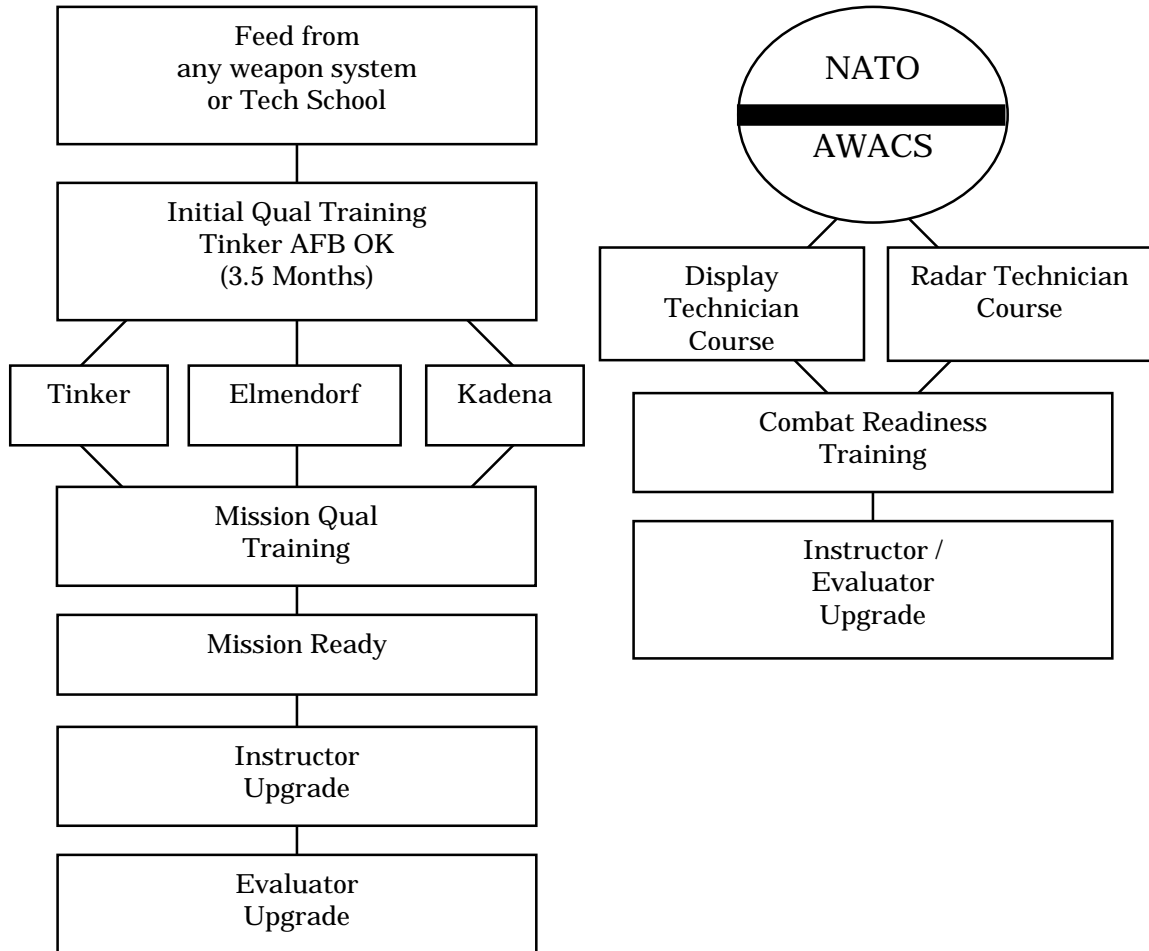 Feed from
any weapon system
or Tech School
Initial Qual Training
Tinker AFB OK
(3.5 Months)
Tinker
Elmendorf
Kadena
Mission Qual
Training
Mission Ready
Instructor
Upgrade
Evaluator
Upgrade
NATO
AWACS
Display
Technician
Course
Radar Technician
Course
Combat Readiness
Training
Instructor /
Evaluator
Upgrade